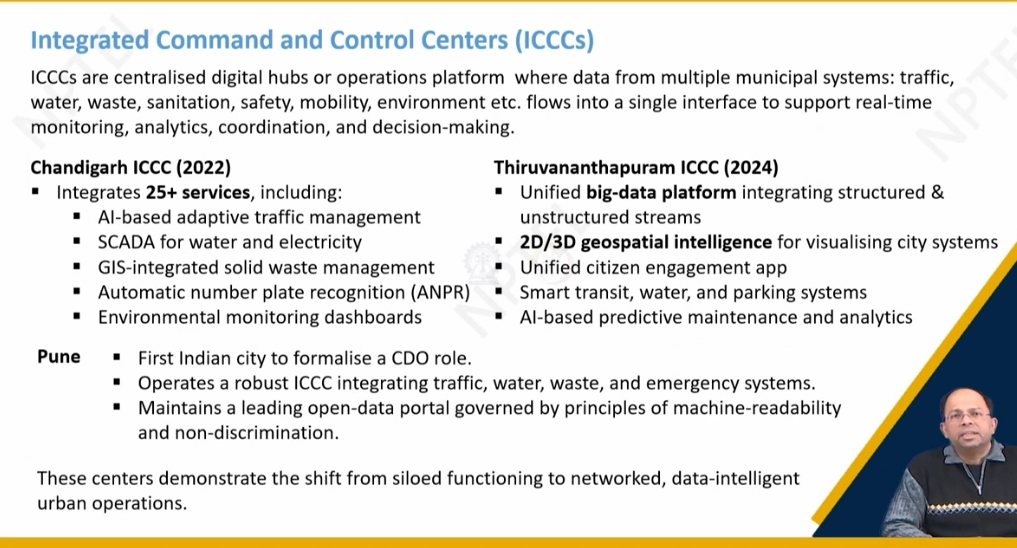 Integrated Command and Control Centers (ICCCs)
ICCCs are centralised digital hubs or operations platform where data from multiple municipal systems: traffic,
water, waste, sanitation, safety, mobility, environment etc. flows into a single interface to support real-time
monitoring, analytics, coordination, and decision-making.
Chandigarh ICCC (2022)
▪ Integrates 25+ services, including:
▪ AI-based adaptive traffic management
▪ SCADA for water and electricity
▪ GIS-integrated solid waste management
▪ Automatic number plate recognition (ANPR)
▪ Environmental monitoring dashboards
Thiruvananthapuram ICCC (2024)
▪ Unified big-data platform integrating structured &
unstructured streams
▪ 2D/3D geospatial intelligence for visualising city systems
▪ Unified citizen engagement app
▪ Smart transit, water, and parking systems
▪ AI-based predictive maintenance and analytics
Pune ▪ First Indian city to formalise a CDO role.
▪ Operates a robust ICCC integrating traffic, water, waste, and emergency systems.
▪ Maintains a leading open-data portal governed by principles of machine-readability
and non-discrimination.
These centers demonstrate the shift from siloed functioning to networked, data-intelligent
urban operations.
NPTEL
NPTEL
NPTEL